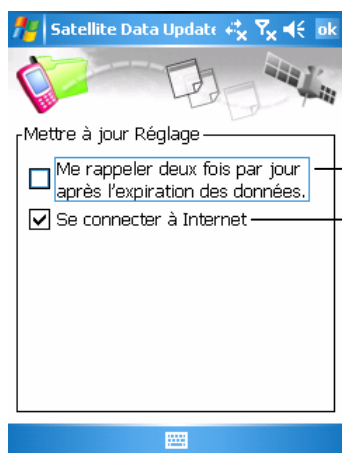 Satellite Data Update
ok
Mettre à jour Réglage
Me rappeler deux fois par jour
après l'expiration des données.
Se connecter à Internet